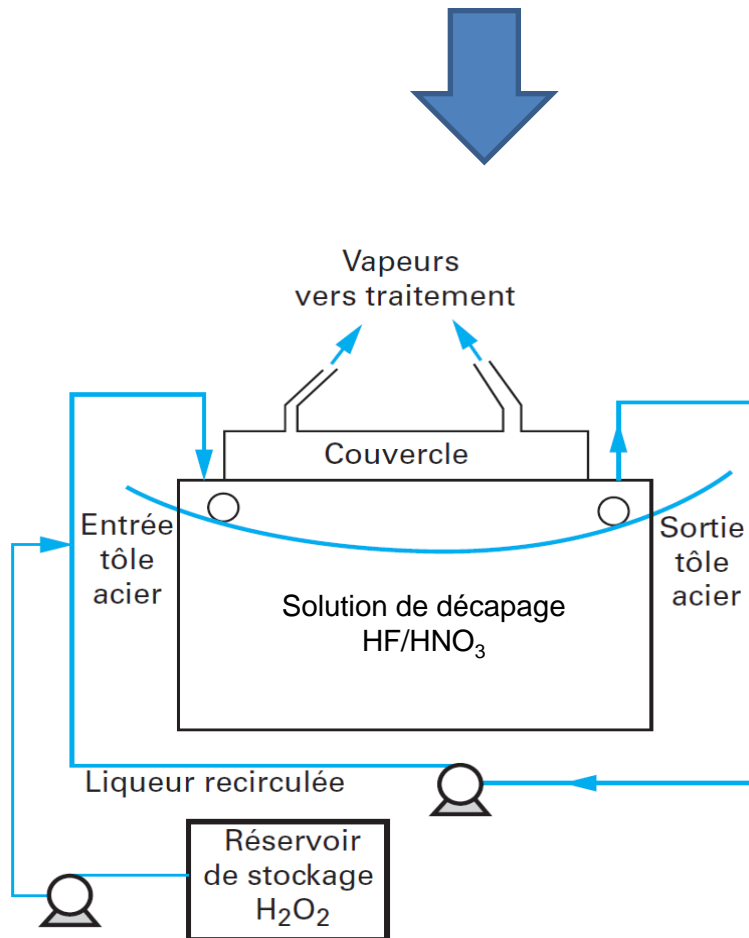 Vapeurs
vers traitement
Couvercle
Entrée
tôle
acier
Sortie
tôle
acier
Solution de décapage
HF/HNO₃
Liqueur recirculée
Réservoir
de stockage
H₂O₂